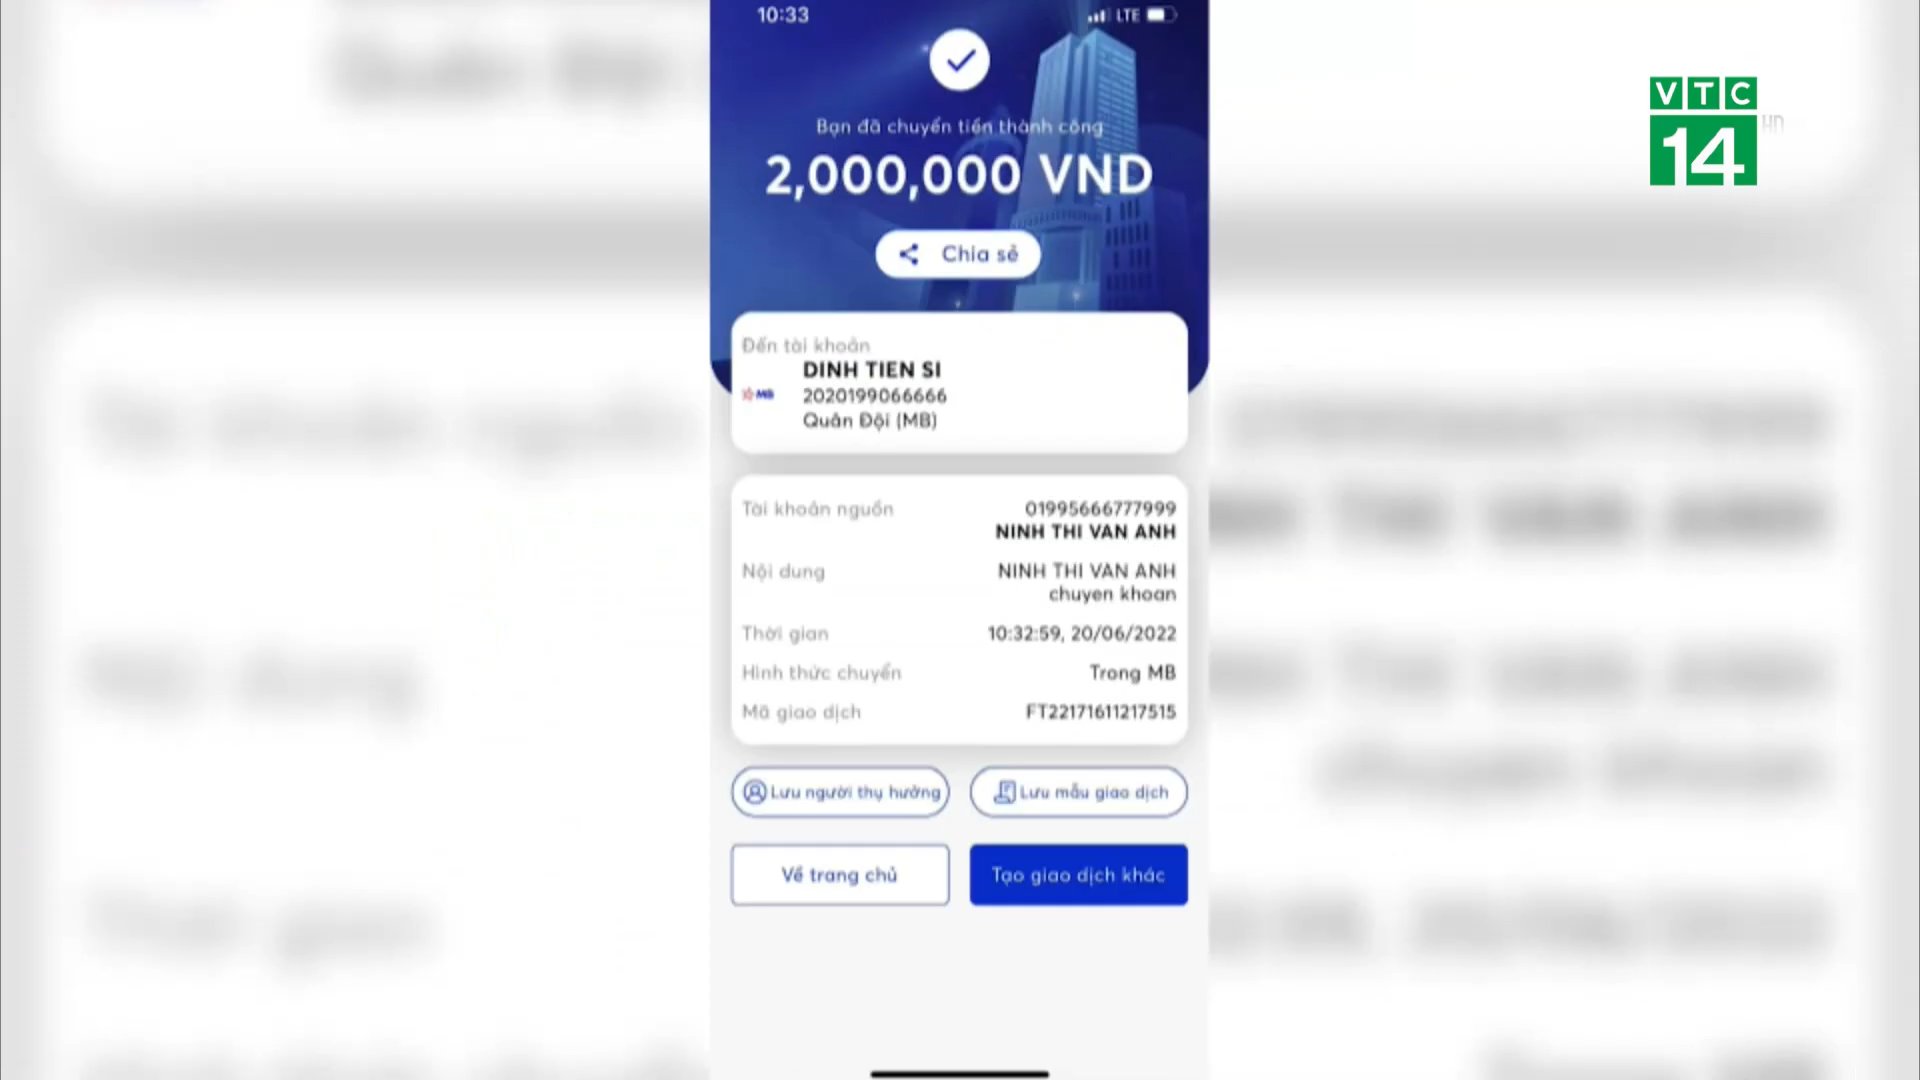 10:33
LTE
VTC
14
Bạn đã chuyển tiền thành công
2,000,000 VND
Chia sẻ
Đến tài khoản
DINH TIEN SI
MB
2020199066666
Quân Đội (MB)
Tài khoản nguồn
01995666777999
NINH THI VAN ANH
Nội dung
NINH THI VAN ANH
chuyen khoan
Thời gian
10:32:59, 20/06/2022
Hình thức chuyển
Trong MB
Mã giao dịch
FT22171611217515
Lưu người thụ hưởng
Lưu mẫu giao dịch
Về trang chủ
Tạo giao dịch khác